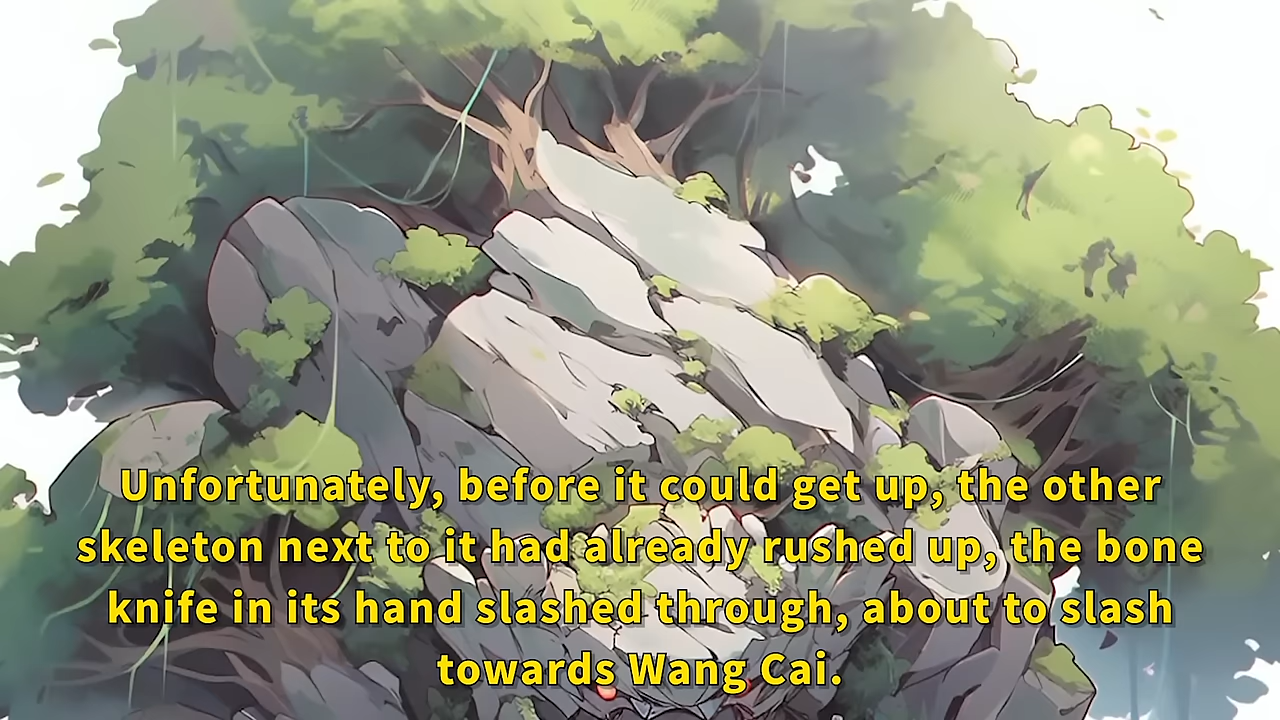 Unfortunately, before it could get up, the other
skeleton next to it had already rushed up, the bone
knife in its hand slashed through, about to slash
towards Wang Cai.